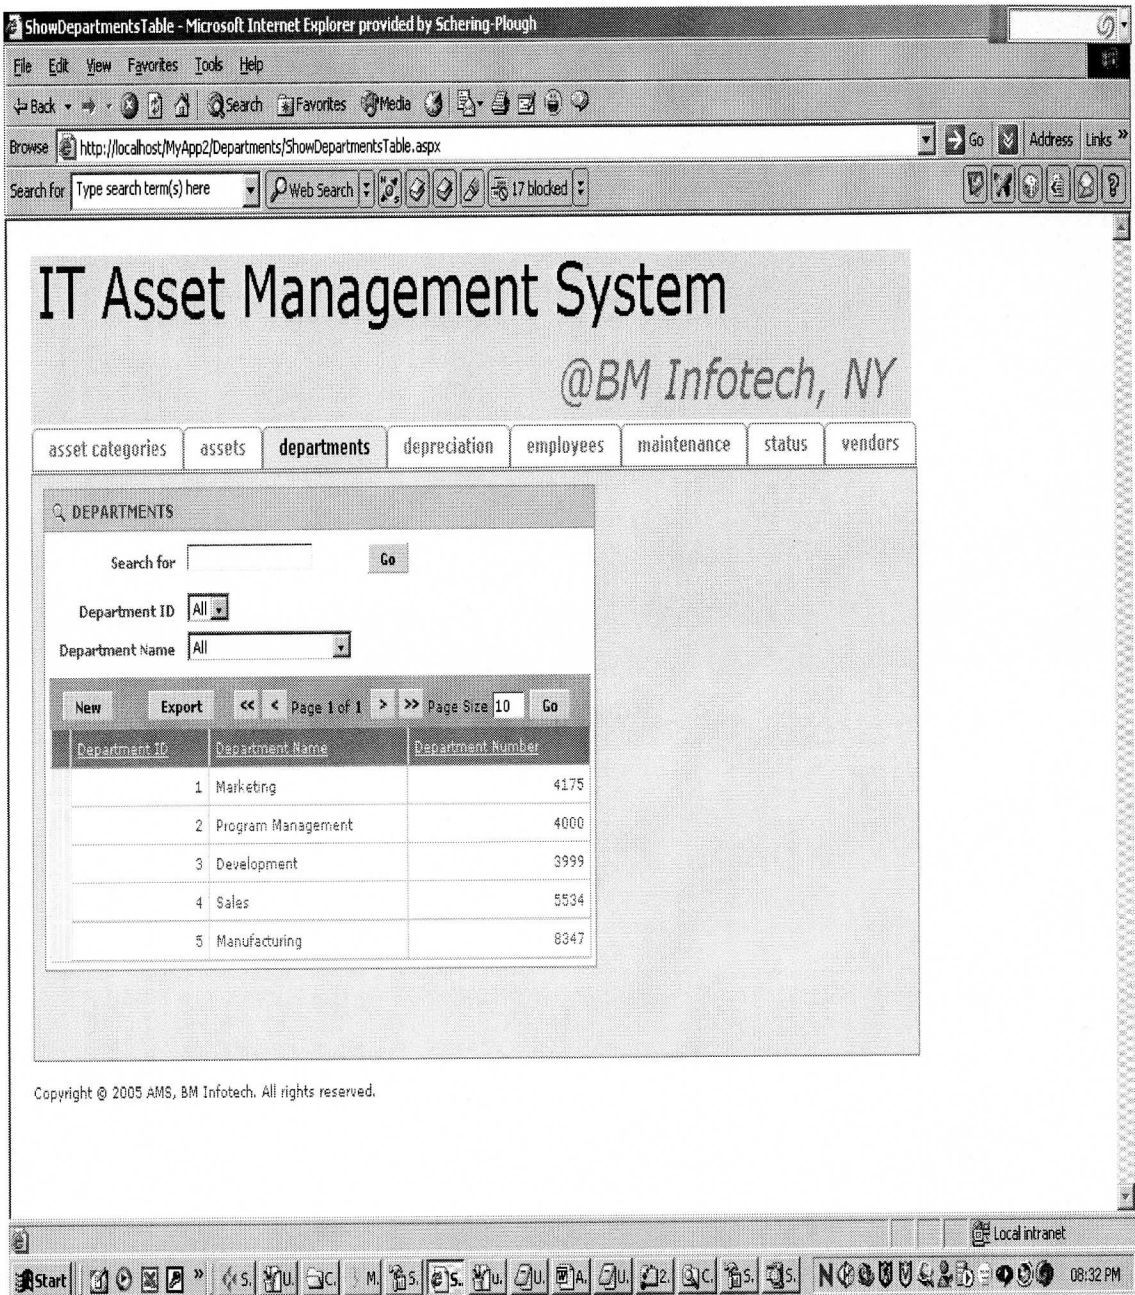 ShowDepartmentsTable - Microsoft Internet Explorer provided by Schering-Plough
File Edit View Favorites Tools Help
Back Search Favorites Media
Browse http://localhost/MyApp2/Departments/ShowDepartmentsTable.aspx Go Address Links »
Search for Type search term(s) here Web Search 17 blocked
IT Asset Management System
@BM Infotech, NY
asset categories assets departments depreciation employees maintenance status vendors
DEPARTMENTS
Search for Go
Department ID All
Department Name All
New Export << < Page 1 of 1 > >> Page Size 10 Go
Department ID Department Name Department Number
1 Marketing 4175
2 Program Management 4000
3 Development 3999
4 Sales 5534
5 Manufacturing 8347
Copyright © 2005 AMS, BM Infotech. All rights reserved.
Local intranet
Start » S. U. C. M. S. S. U. U. A. U. 2. C. S. S. N 08:32 PM